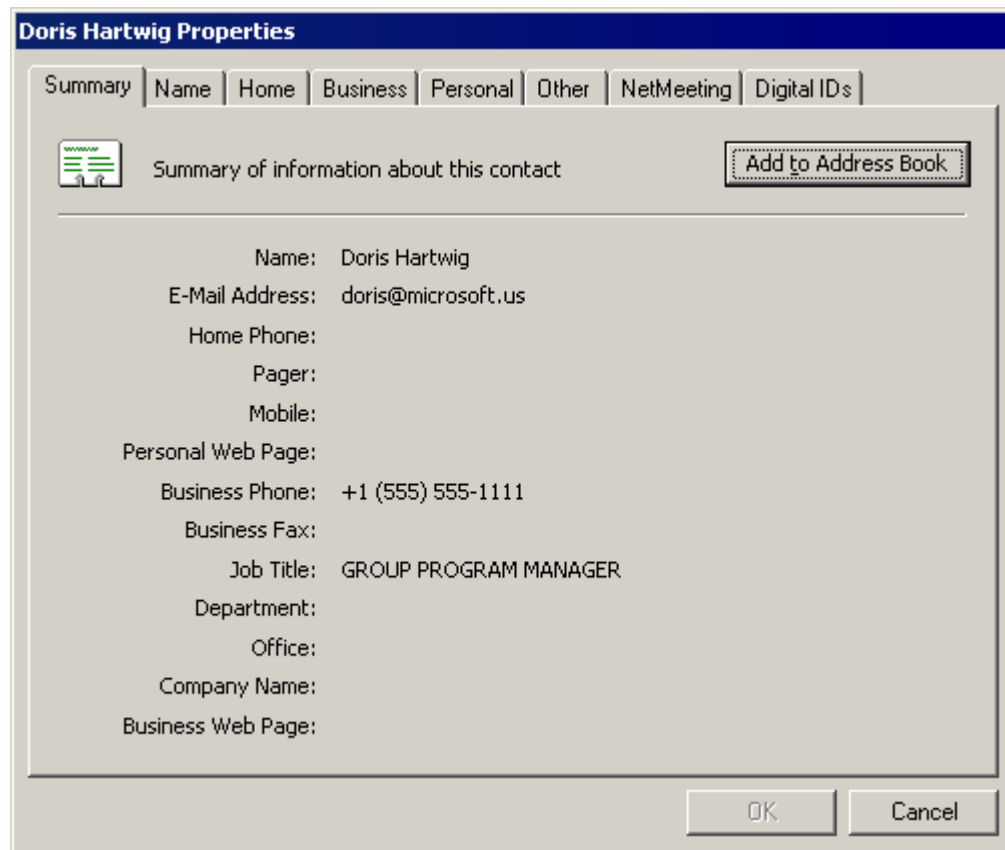 Doris Hartwig Properties
Summary Name Home Business Personal Other NetMeeting Digital IDs
Summary of information about this contact Add to Address Book
Name: Doris Hartwig
E-Mail Address: doris@microsoft.us
Home Phone:
Pager:
Mobile:
Personal Web Page:
Business Phone: +1 (555) 555-1111
Business Fax:
Job Title: GROUP PROGRAM MANAGER
Department:
Office:
Company Name:
Business Web Page:
OK Cancel